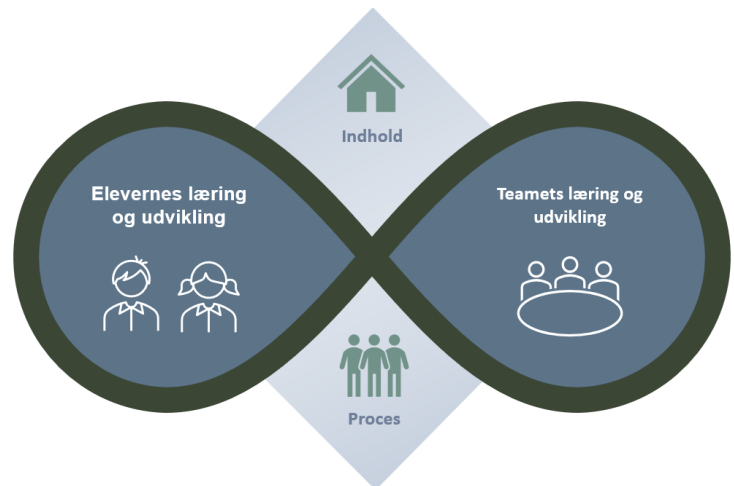 Indhold
Elevernes læring
og udvikling
Teamets læring og
udvikling
Proces